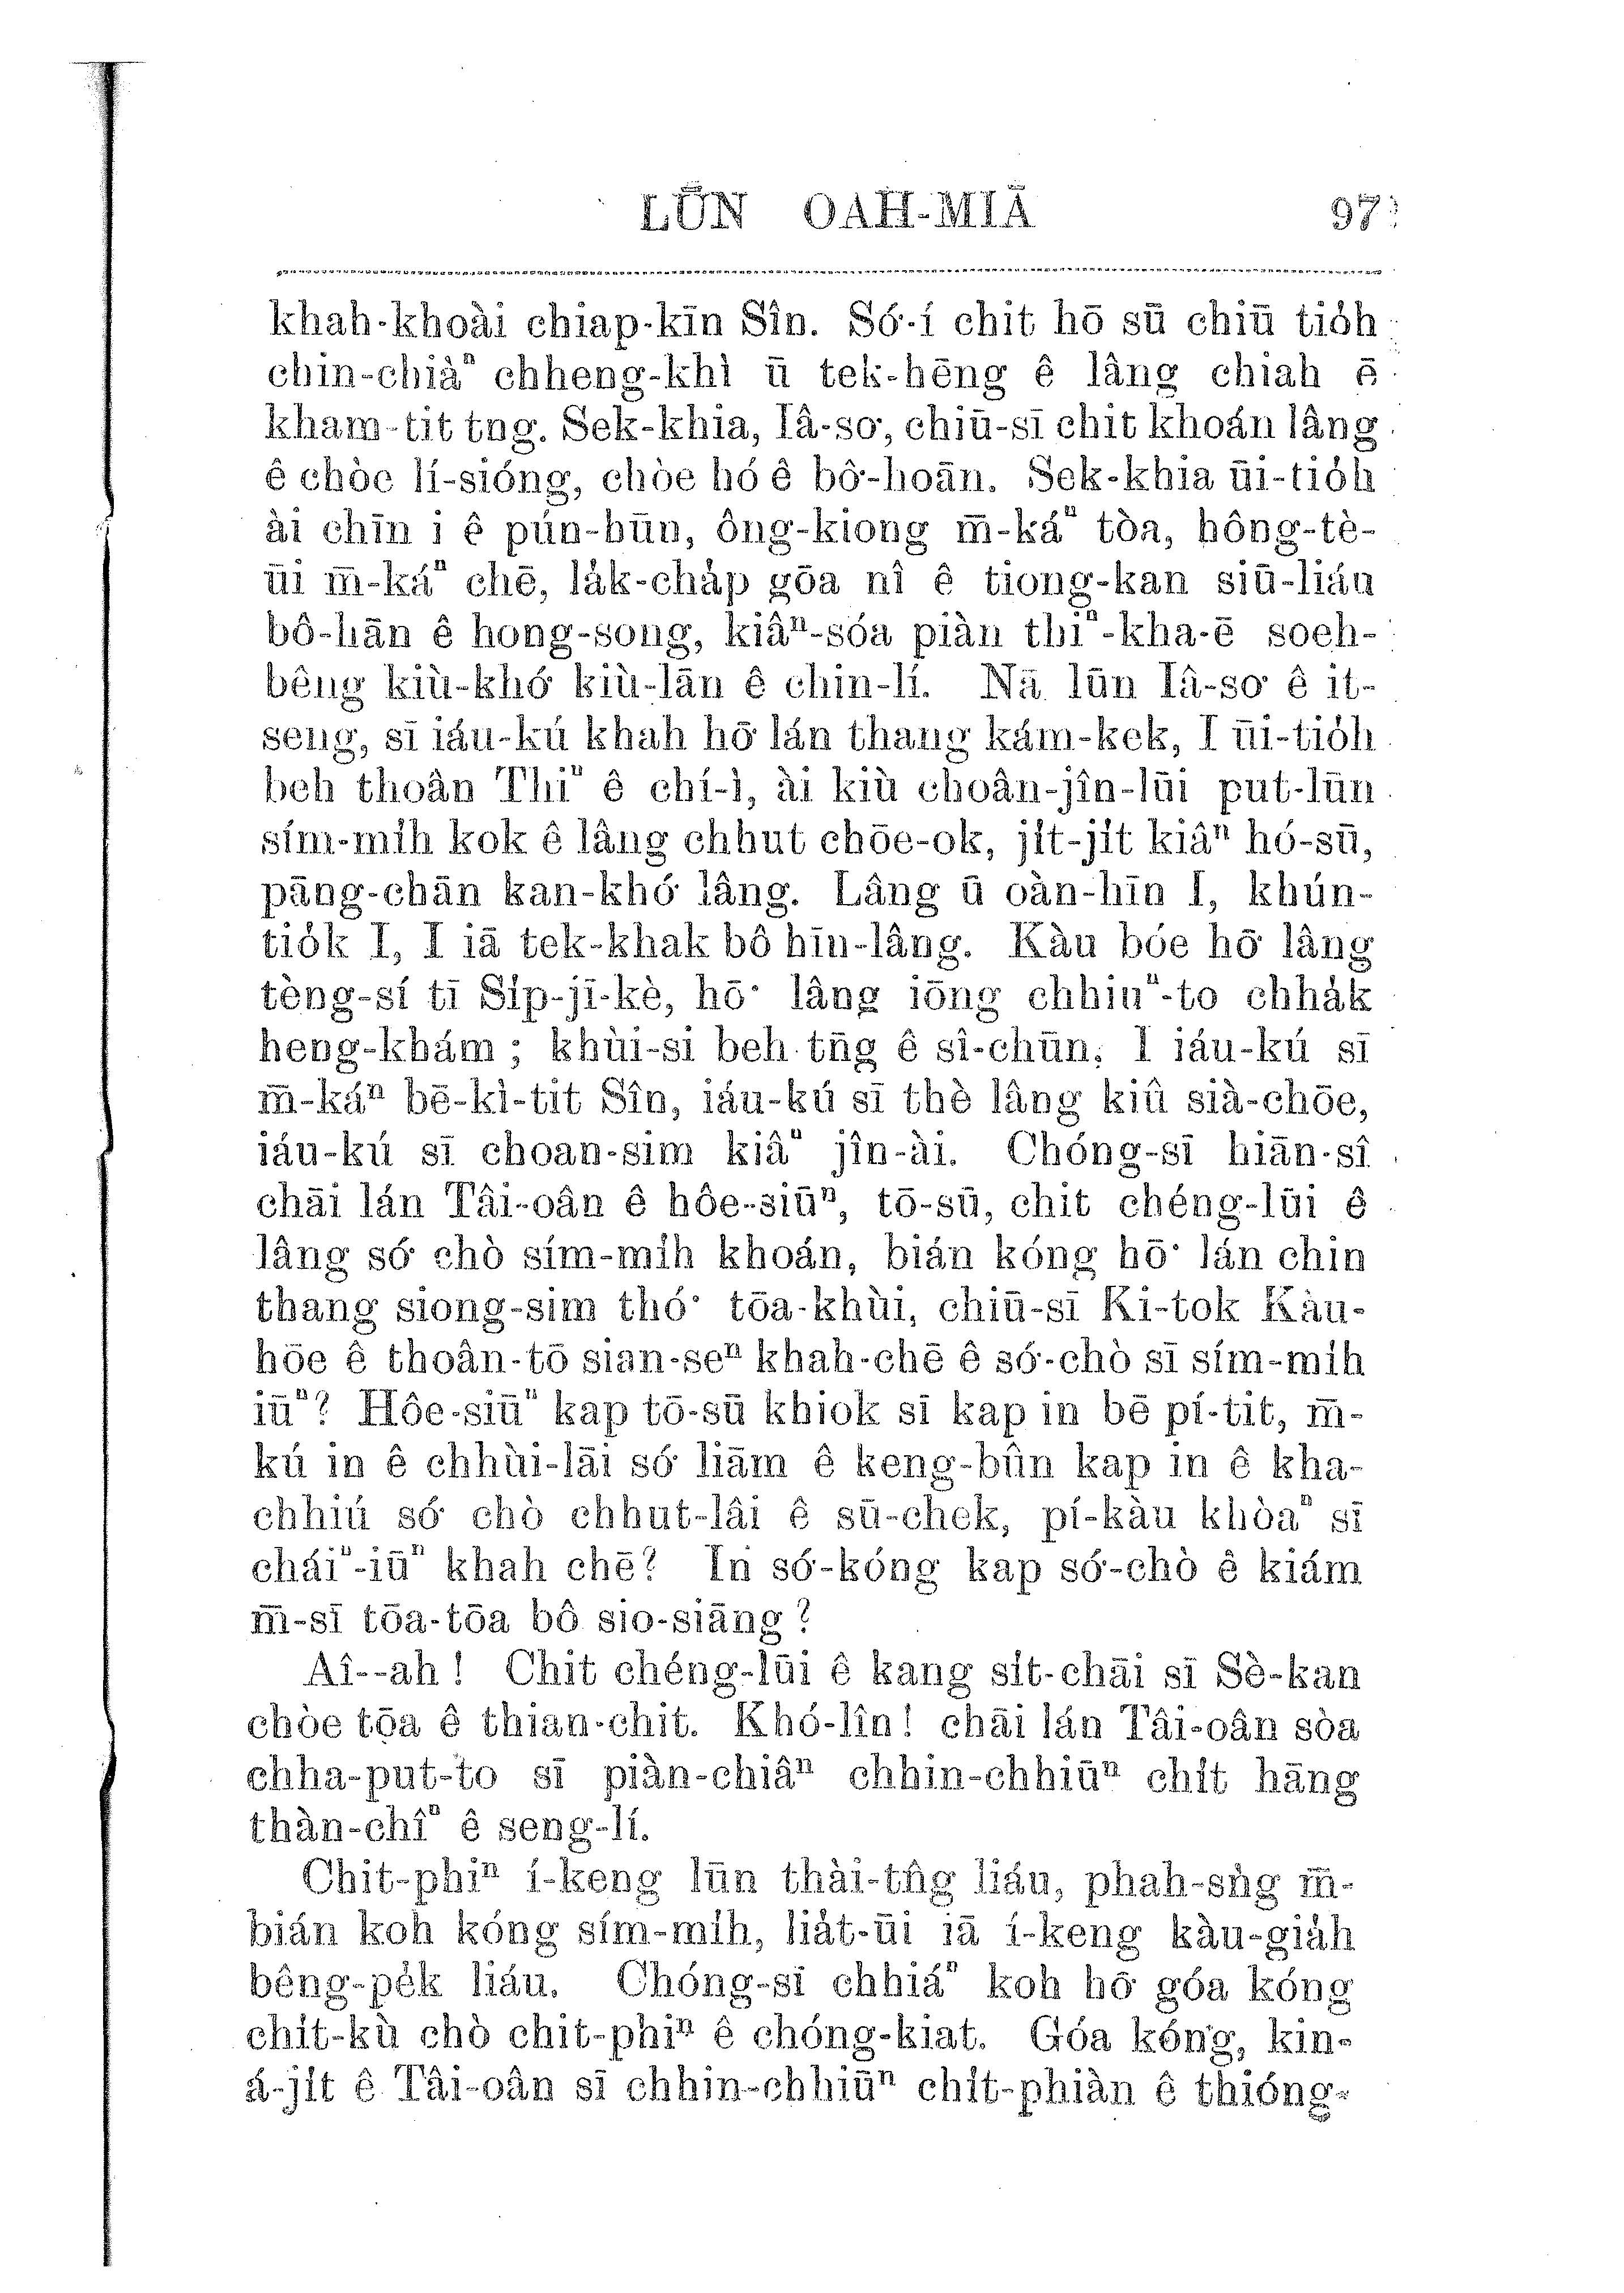 LŪN OAH-MIĀ 97
khah-khoài chiap-kīn Sîn. Só͘-í chit hō sū chiū tio̍h
chin-chiàⁿ chheng-khì ū tek-hēng ê lâng chiah ē
kham-tit tng. Sek-khia, Iâ-so͘, chiū-sī chit khoán lâng
ê chòe lí-sióng, chòe hó ê bô͘-hoān. Sek-khia ūi-tio̍h
ài chīn i ê pún-hūn, ông-kiong m̄-káⁿ tòa, hông-tè-
ūi m̄-káⁿ chē, la̍k-cha̍p gōa nî ê tiong-kan siū-liáu
bô-hān ê hong-song, kiâⁿ-sóa piàn thiⁿ-kha-ē soeh-
bêng kiù-khó͘ kiù-lān ê chin-lí. Nā lūn Iâ-so͘ ê it-
seng, sī iáu-kú khah hō͘ lán thang kám-kek, I ūi-tio̍h
beh thoân Thiⁿ ê chí-ì, ài kiù choân-jîn-lūi put-lūn
sím-mi̍h kok ê lâng chhut chōe-ok, ji̍t-ji̍t kiâⁿ hó-sū,
pāng-chān kan-khó͘ lâng. Lâng ū oàn-hīn I, khún-
tio̍k I, I iā tek-khak bô hīn-lâng. Kàu bóe hō͘ lâng
tèng-sí tī Si̍p-jī-kè, hō͘ lâng iōng chhiuⁿ-to chha̍k
heng-khám; khùi-si beh tn̄g ê sî-chūn, I iáu-kú sī
m̄-káⁿ bē-kì-tit Sîn, iáu-kú sī thè lâng kiû sià-chōe,
iáu-kú sī choan-sim kiâⁿ jîn-ài. Chóng-sī hiān-sî
chāi lán Tâi-oân ê hôe-siūⁿ, tō-sū, chit chéng-lūi ê
lâng só͘ chò sím-mi̍h khoán, bián kóng hō͘ lán chin
thang siong-sim thó͘ tōa-khùi, chiū-sī Ki-tok Kàu-
hōe ê thoân-tō sian-seⁿ khah-chē ê só͘-chò sī sím-mi̍h
iūⁿ? Hôe-siūⁿ kap tō-sū khiok sī kap in bē pí-tit, m̄-
kú in ê chhùi-lāi só͘ liām ê keng-bûn kap in ê kha-
chhiú só͘ chò chhut-lâi ê sū-chek, pí-kàu khòaⁿ sī
cháiⁿ-iūⁿ khah chē? In só͘-kóng kap só͘-chò ê kiám
m̄-sī tōa-tōa bô sio-siāng?
Ai--ah! Chit chéng-lūi ê kang si̍t-chāi sī Sè-kan
chòe tōa ê thian-chit. Khó-lîn! chāi lán Tâi-oân sòa
chha-put-to sī piàn-chiâⁿ chhin-chhiūⁿ chi̍t hāng
thàn-chîⁿ ê seng-lí.
Chit-phiⁿ í-keng lūn thài-tn̂g liáu, phah-sǹg m̄-
bián koh kóng sím-mi̍h, lia̍t-ūi iā í-keng kàu-gia̍h
bêng-pe̍k liáu. Chóng-sī chhiáⁿ koh hō͘ góa kóng
chi̍t-kù chò chit-phiⁿ ê chóng-kiat. Góa kóng, kin-
á-ji̍t ê Tâi-oân sī chhin-chhiūⁿ chi̍t-phiàn ê thióng-